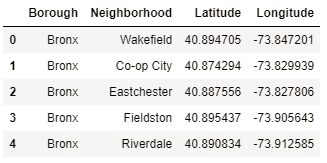 Borough Neighborhood Latitude Longitude
0 Bronx Wakefield 40.894705 -73.847201
1 Bronx Co-op City 40.874294 -73.829939
2 Bronx Eastchester 40.887556 -73.827806
3 Bronx Fieldston 40.895437 -73.905643
4 Bronx Riverdale 40.890834 -73.912585